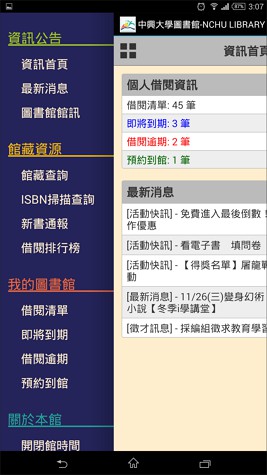 3:07
資訊公告
資訊首頁
最新消息
圖書館館訊
館藏資源
館藏查詢
ISBN掃描查詢
新書通報
借閱排行榜
我的圖書館
借閱清單
即將到期
借閱逾期
預約到館
關於本館
開閉館時間
中興大學圖書館-NCHU LIBRARY
資訊首頁
個人借閱資訊
借閱清單: 45 筆
即將到期: 3 筆
借閱逾期: 2 筆
預約到館: 1 筆
最新消息
[活動快訊] - 免費進入最後倒數！
作優惠
[活動快訊] - 看電子書 填問卷
[活動快訊] - 【得獎名單】屠龍
動
[最新消息] - 11/26(三)變身幻術
小說【冬季i學講堂】
[徵才訊息] - 採編組徵求教育學習